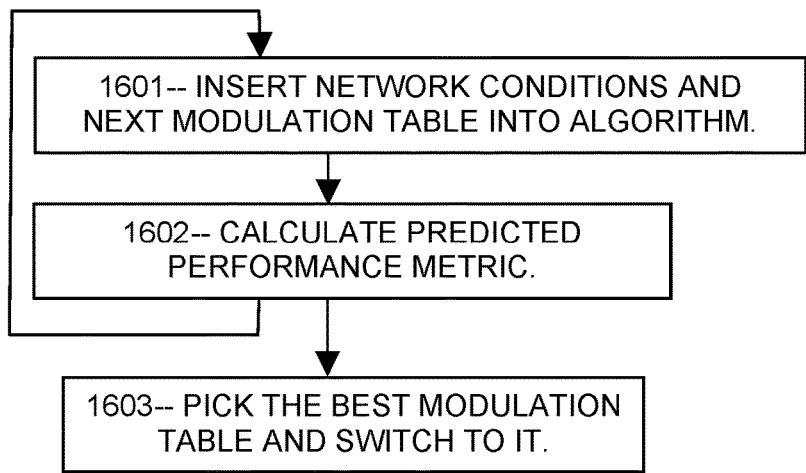 1601-- INSERT NETWORK CONDITIONS AND
NEXT MODULATION TABLE INTO ALGORITHM.
1602-- CALCULATE PREDICTED
PERFORMANCE METRIC.
1603-- PICK THE BEST MODULATION
TABLE AND SWITCH TO IT.